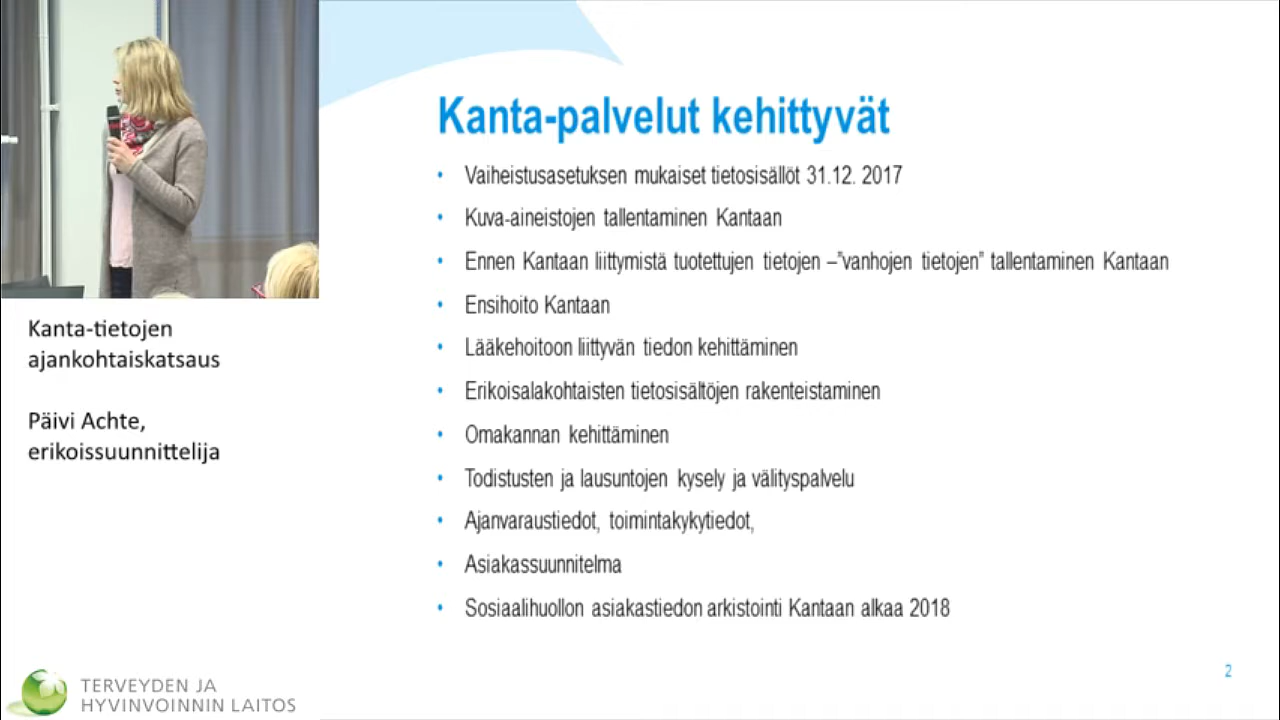 Kanta-palvelut kehittyvät
• Vaiheistusasetuksen mukaiset tietosisällöt 31.12. 2017
• Kuva-aineistojen tallentaminen Kantaan
• Ennen Kantaan liittymistä tuotettujen tietojen –"vanhojen tietojen" tallentaminen Kantaan
• Ensihoito Kantaan
• Lääkehoitoon liittyvän tiedon kehittäminen
• Erikoisalakohtaisten tietosisältöjen rakenteistaminen
• Omakannan kehittäminen
• Todistusten ja lausuntojen kysely ja välityspalvelu
• Ajanvaraustiedot, toimintakykytiedot,
• Asiakassuunnitelma
• Sosiaalihuollon asiakastiedon arkistointi Kantaan alkaa 2018
Kanta-tietojen
ajankohtaiskatsaus
Päivi Achte,
erikoissuunnittelija
TERVEYDEN JA
HYVINVOINNIN LAITOS
2